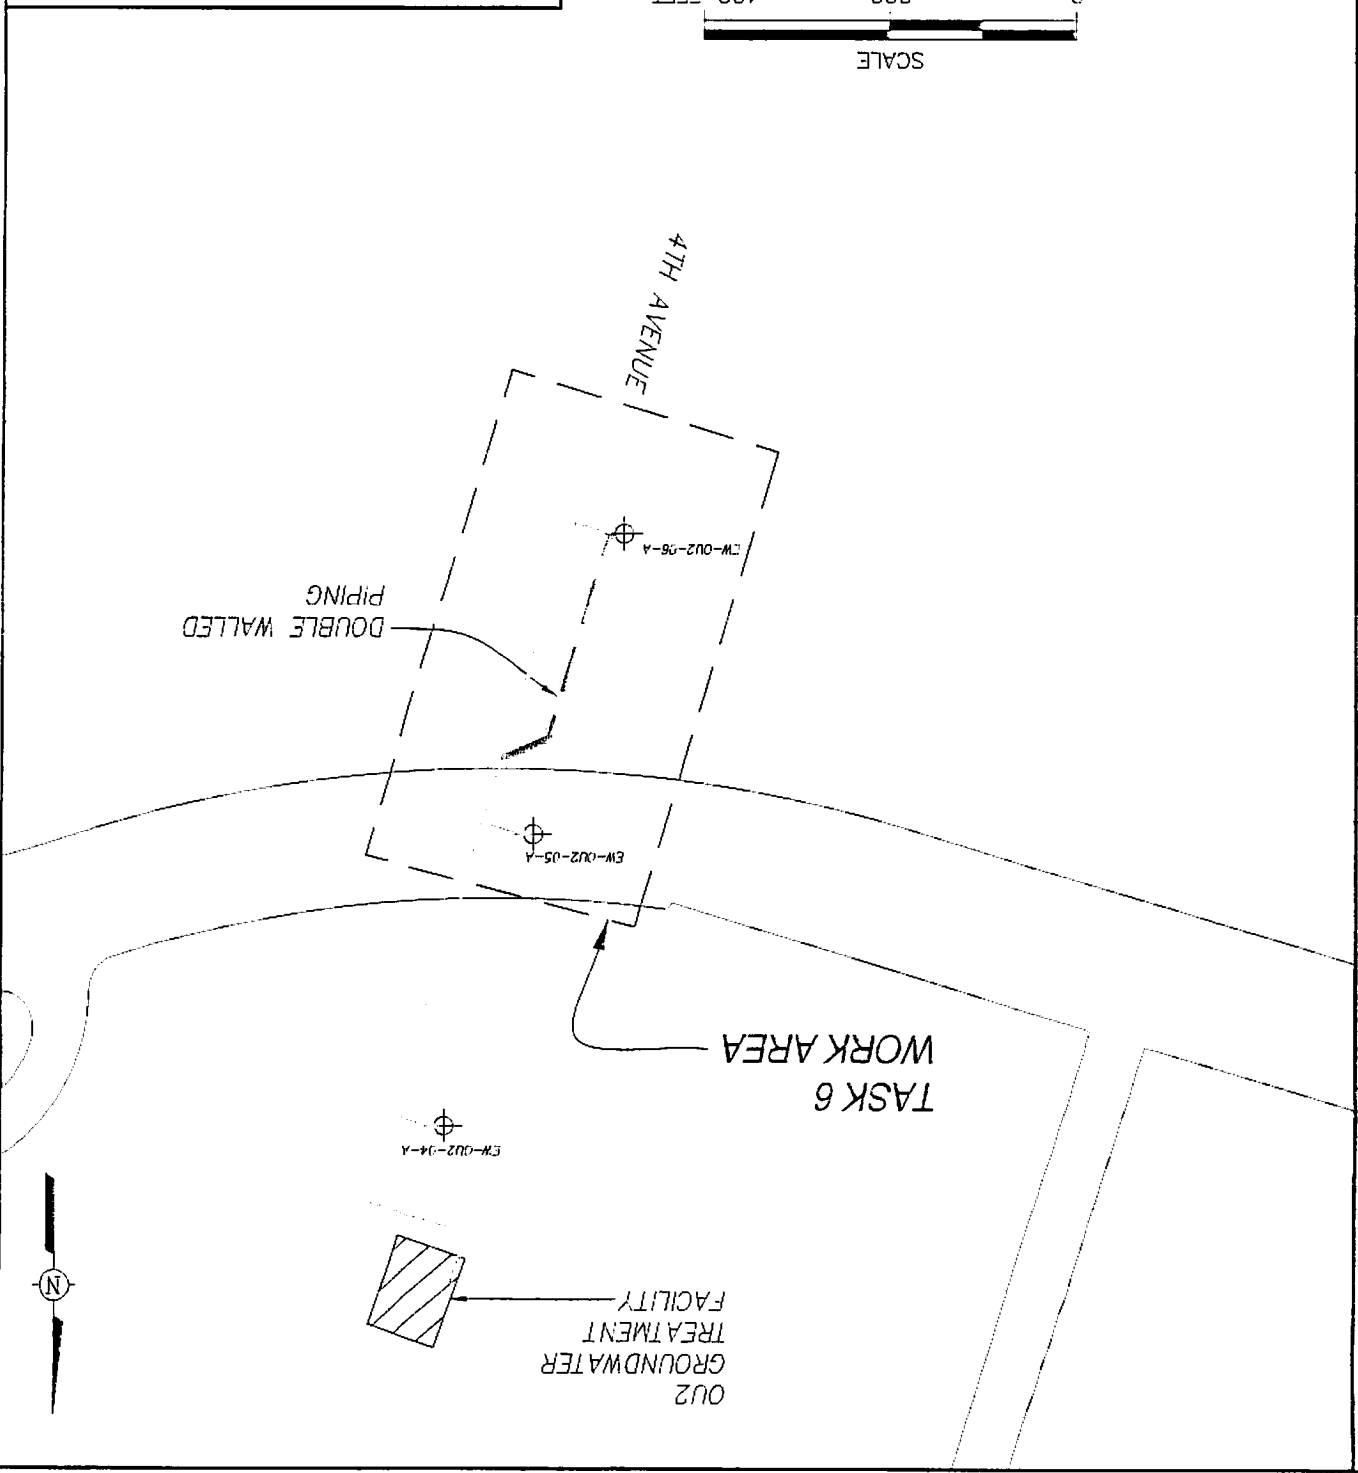 OU2
GROUNDWATER
TREATMENT
FACILITY
N
EW-OU2-04-A
TASK 6
WORK AREA
EW-OU2-05-A
DOUBLE WALLED
PIPING
EW-OU2-06-A
4TH AVENUE
SCALE